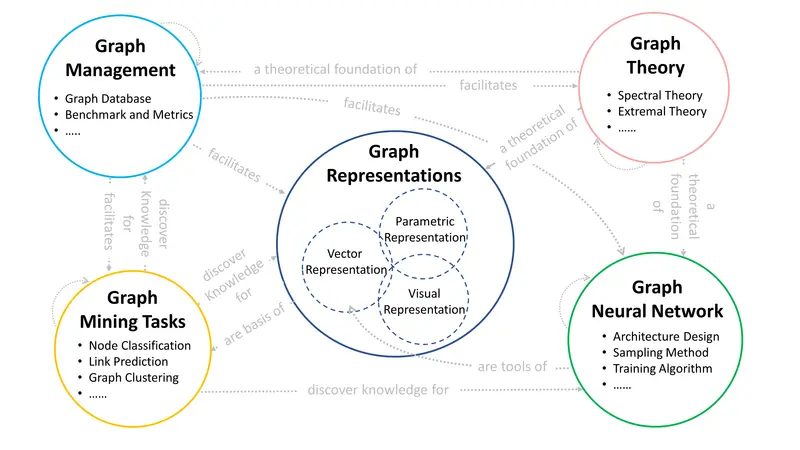 Graph
Management
• Graph Database
• Benchmark and Metrics
• .....
a theoretical foundation of
facilitates
facilitates
Graph
Theory
• Spectral Theory
• Extremal Theory
• ......
a theoretical
foundation of
facilitates
Graph
Representations
Parametric
Representation
Vector
Representation
Visual
Representation
facilitates
discover
Knowledge
for
discover
Knowledge
for
are basis of
a
theoretical
foundation
of
Graph
Mining Tasks
• Node Classification
• Link Prediction
• Graph Clustering
• ......
Graph
Neural Network
• Architecture Design
• Sampling Method
• Training Algorithm
• ......
are tools of
discover knowledge for